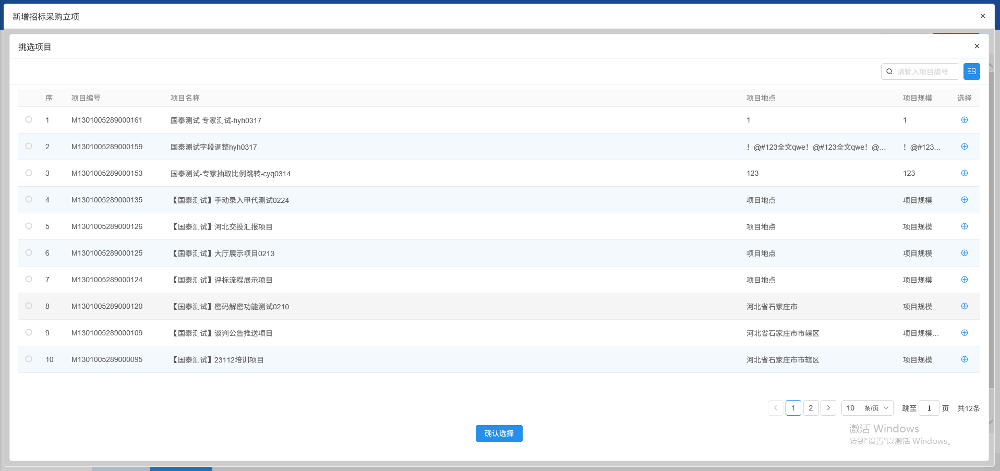 新增招标采购立项
挑选项目
请输入项目编号
序 项目编号 项目名称 项目地点 项目规模 选择
1 M1301005289000161 国泰测试 专家测试-hyh0317 1 1
2 M1301005289000159 国泰测试字段调整hyh0317 ！@#123全文qwe！@#123全文qwe！@... ！@#123...
3 M1301005289000153 国泰测试-专家抽取比例跳转-cyq0314 123 123
4 M1301005289000135 【国泰测试】手动录入甲代测试0224 项目地点 项目规模
5 M1301005289000126 【国泰测试】河北交投汇报项目 项目地点 项目规模
6 M1301005289000125 【国泰测试】大厅展示项目0213 项目地点 项目规模
7 M1301005289000124 【国泰测试】评标流程展示项目 项目地点 项目规模
8 M1301005289000120 【国泰测试】密码解密功能测试0210 河北省石家庄市 项目规模...
9 M1301005289000109 【国泰测试】谈判公告推送项目 河北省石家庄市市辖区 项目规模...
10 M1301005289000095 【国泰测试】23112培训项目 河北省石家庄市市辖区 项目规模
1 2 10 条/页 跳至 1 页 共12条
确认选择
激活 Windows
转到“设置”以激活 Windows。